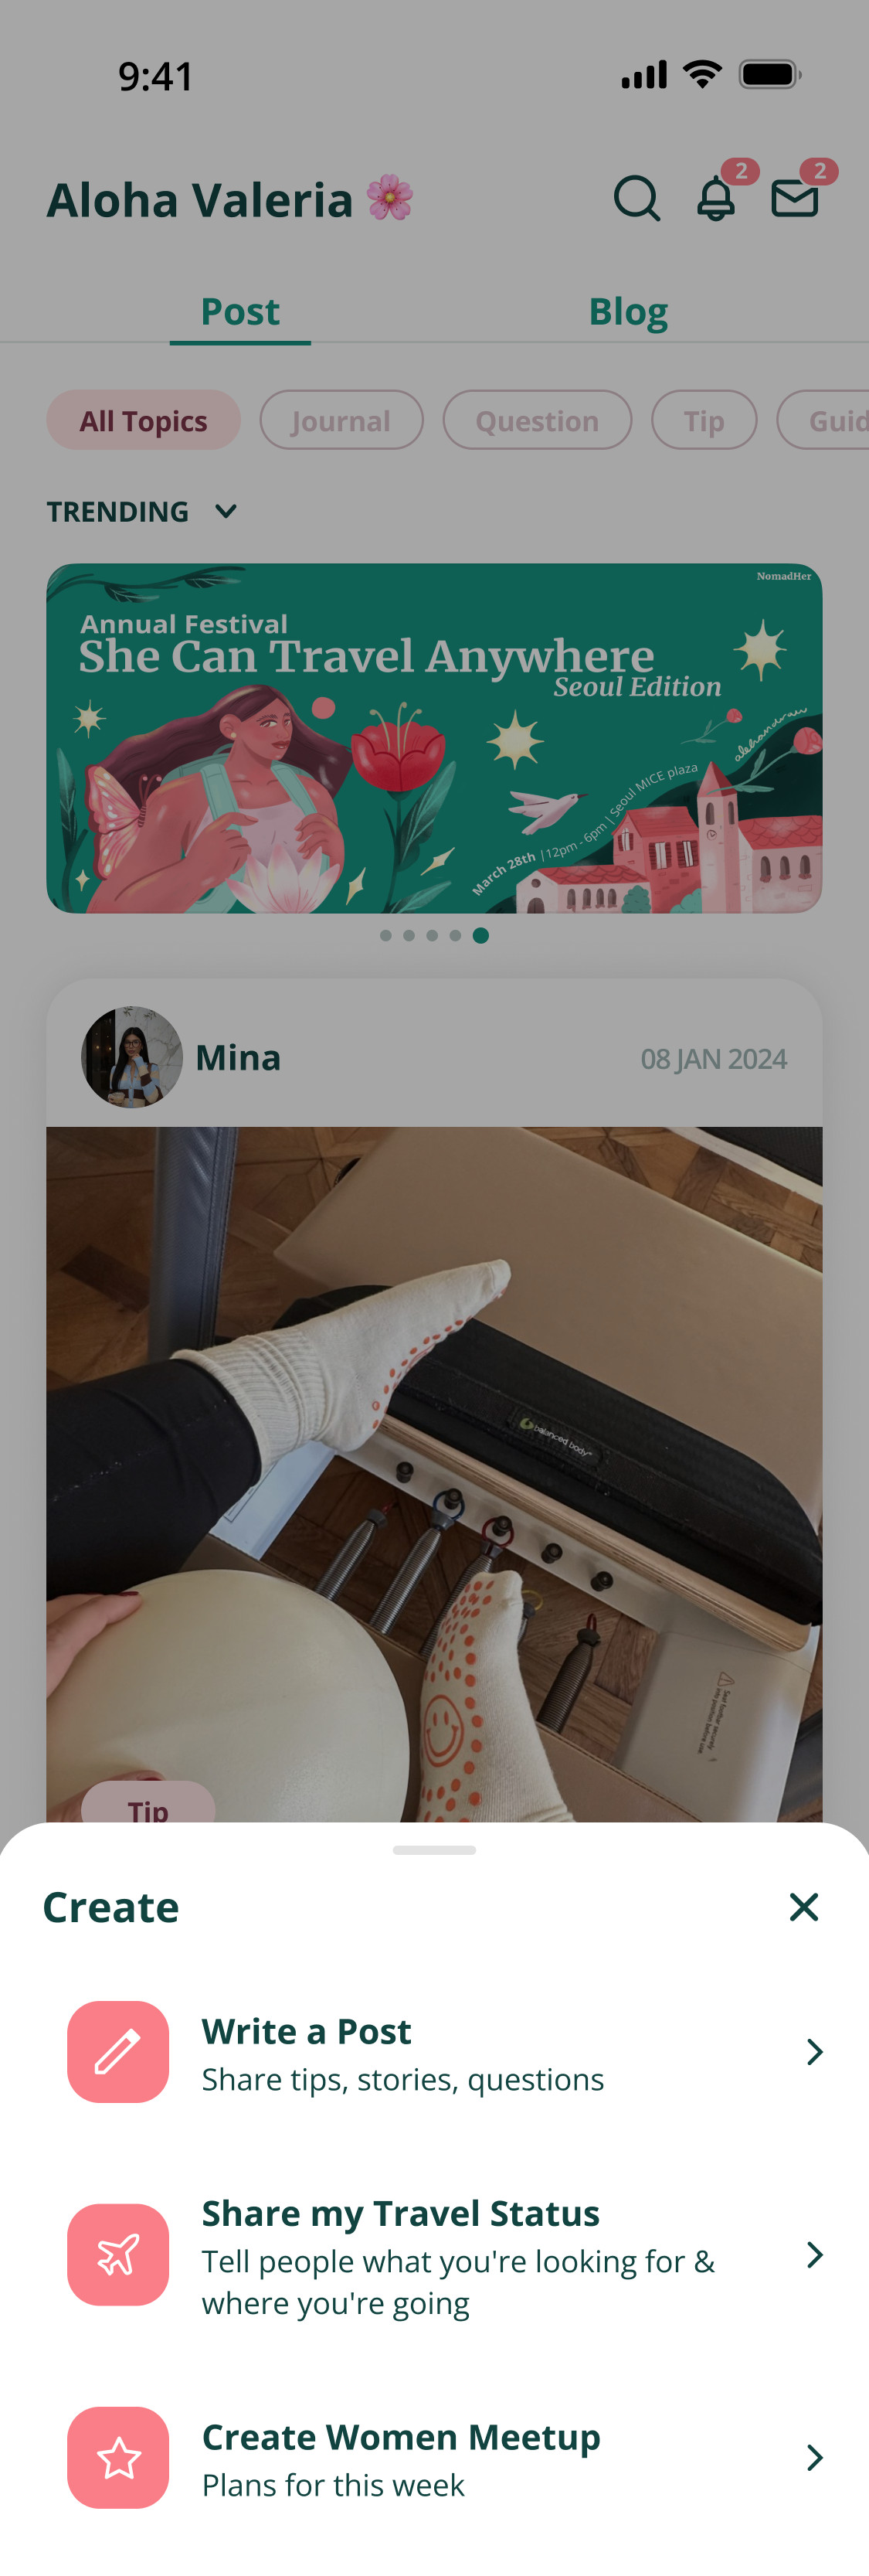 9:41
Aloha Valeria 🌸
2
2
Post
Blog
All Topics
Journal
Question
Tip
Guid
TRENDING
NomadHer
Annual Festival
She Can Travel Anywhere
Seoul Edition
alehandraw
March 28th | 12pm - 6pm | Seoul MICE plaza
Mina
08 JAN 2024
balanced body™
Tip
Create
Write a Post
Share tips, stories, questions
Share my Travel Status
Tell people what you're looking for &
where you're going
Create Women Meetup
Plans for this week